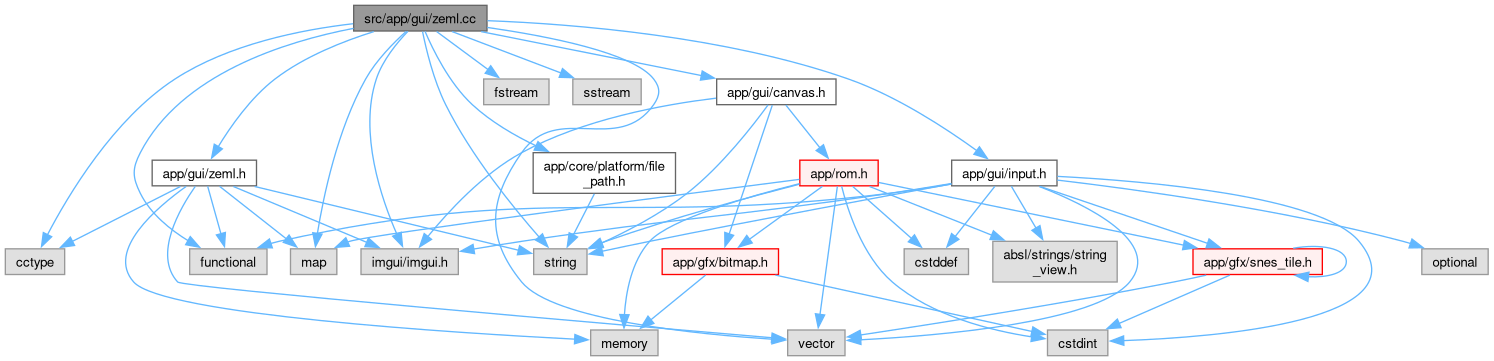 src/app/gui/zeml.cc
fstream
sstream
app/gui/canvas.h
app/gui/zeml.h
app/core/platform/file
_path.h
app/rom.h
app/gui/input.h
cctype
functional
map
imgui/imgui.h
string
app/gfx/bitmap.h
cstddef
absl/strings/string
_view.h
app/gfx/snes_tile.h
optional
memory
vector
cstdint